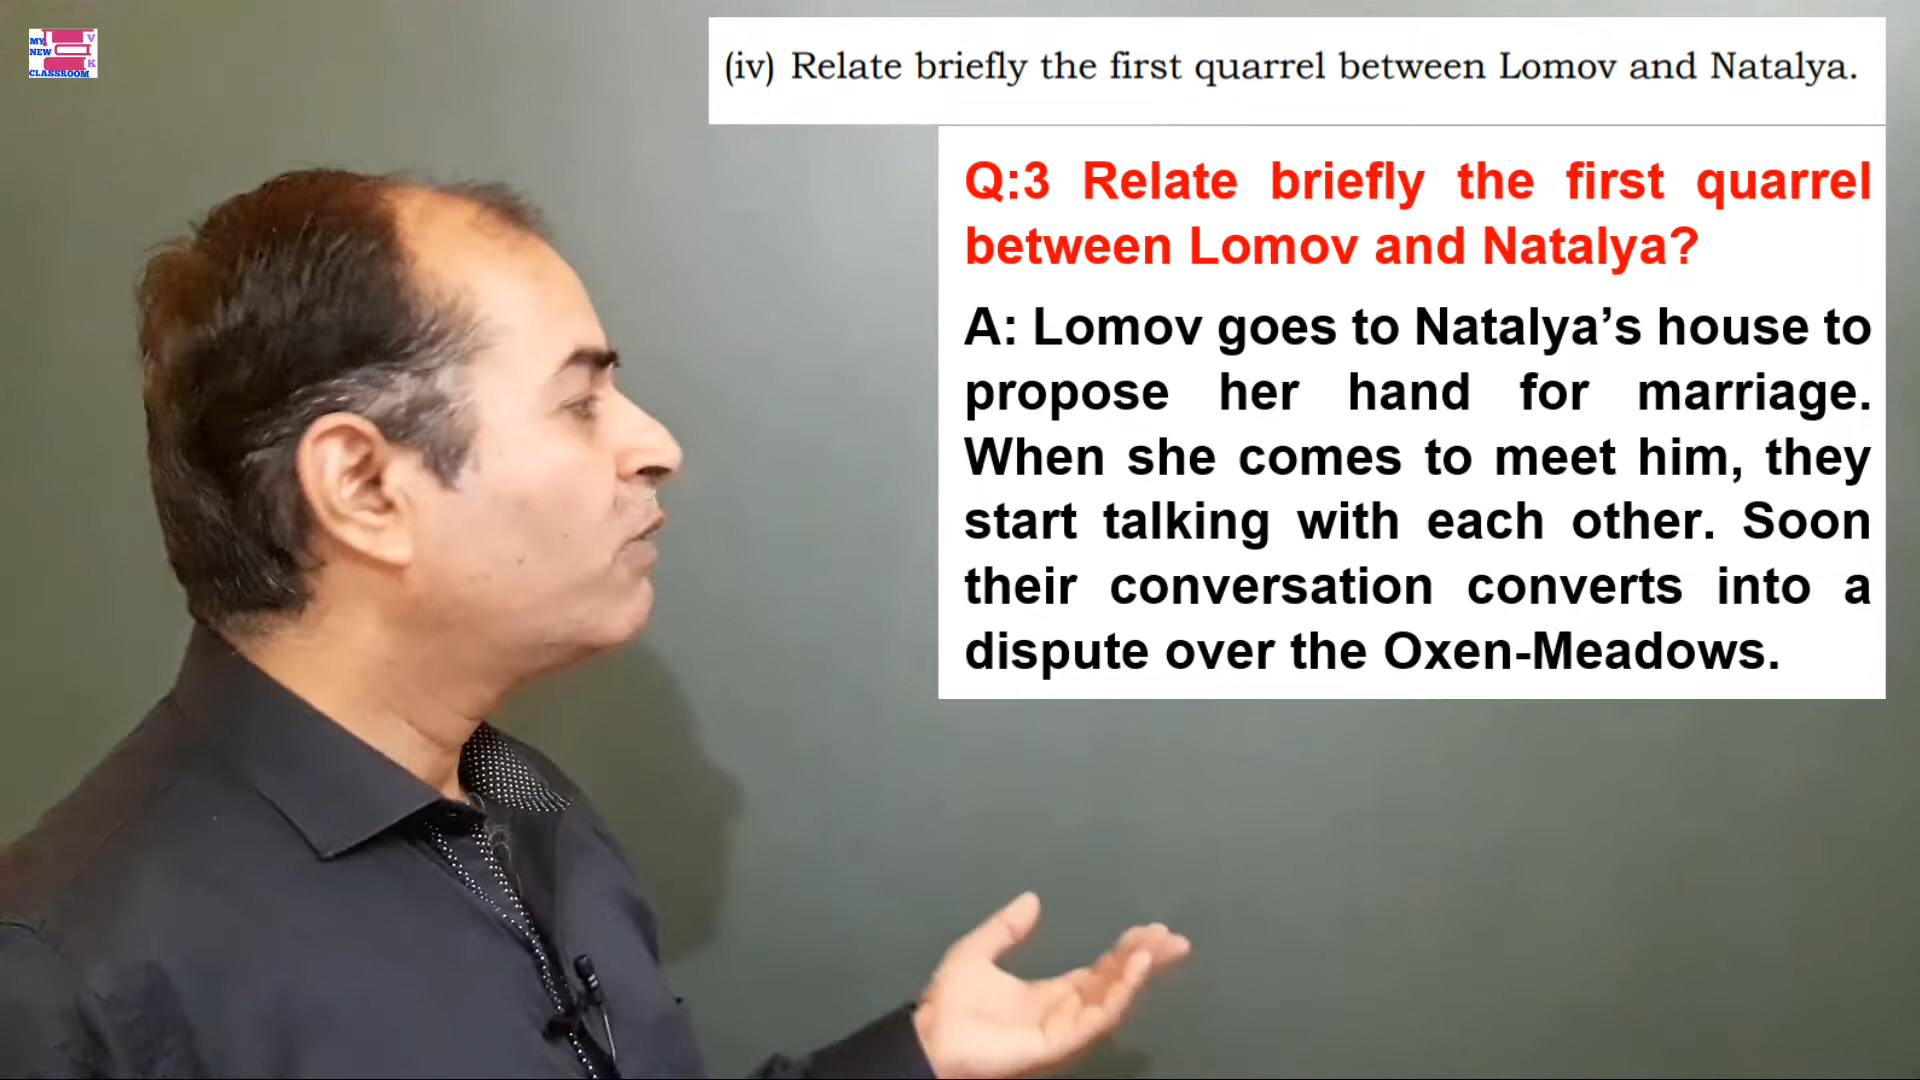 MY
NEW
CLASSROOM
V
K
(iv) Relate briefly the first quarrel between Lomov and Natalya.
Q:3 Relate briefly the first quarrel
between Lomov and Natalya?
A: Lomov goes to Natalya’s house to
propose her hand for marriage.
When she comes to meet him, they
start talking with each other. Soon
their conversation converts into a
dispute over the Oxen-Meadows.